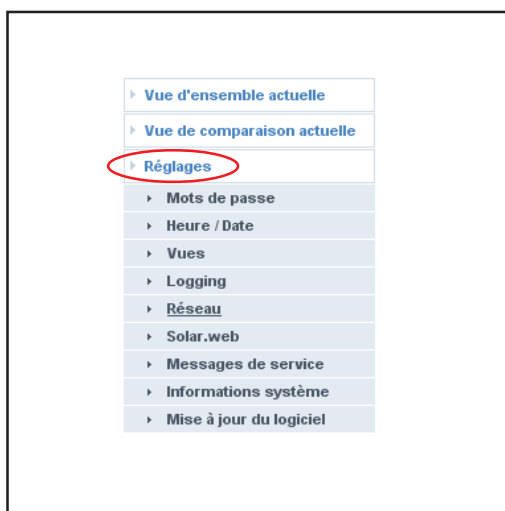 Vue d'ensemble actuelle
Vue de comparaison actuelle
Réglages
Mots de passe
Heure / Date
Vues
Logging
Réseau
Solar.web
Messages de service
Informations système
Mise à jour du logiciel